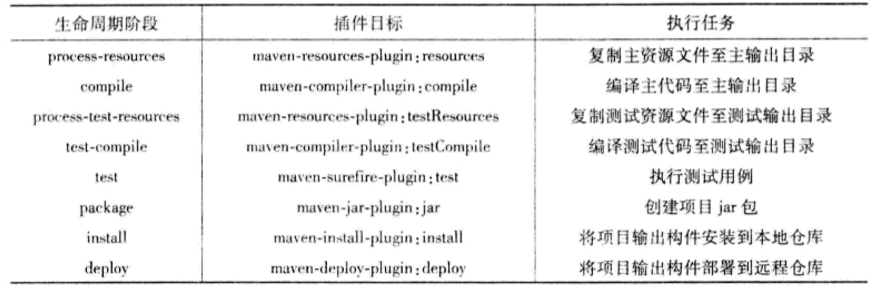 生命周期阶段 插件目标 执行任务
process-resources maven-resources-plugin:resources 复制主资源文件至主输出目录
compile maven-compiler-plugin:compile 编译主代码至主输出目录
process-test-resources maven-resources-plugin:testResources 复制测试资源文件至测试输出目录
test-compile maven-compiler-plugin:testCompile 编译测试代码至测试输出目录
test maven-surefire-plugin:test 执行测试用例
package maven-jar-plugin:jar 创建项目 jar 包
install maven-install-plugin:install 将项目输出构件安装到本地仓库
deploy maven-deploy-plugin:deploy 将项目输出构件部署到远程仓库